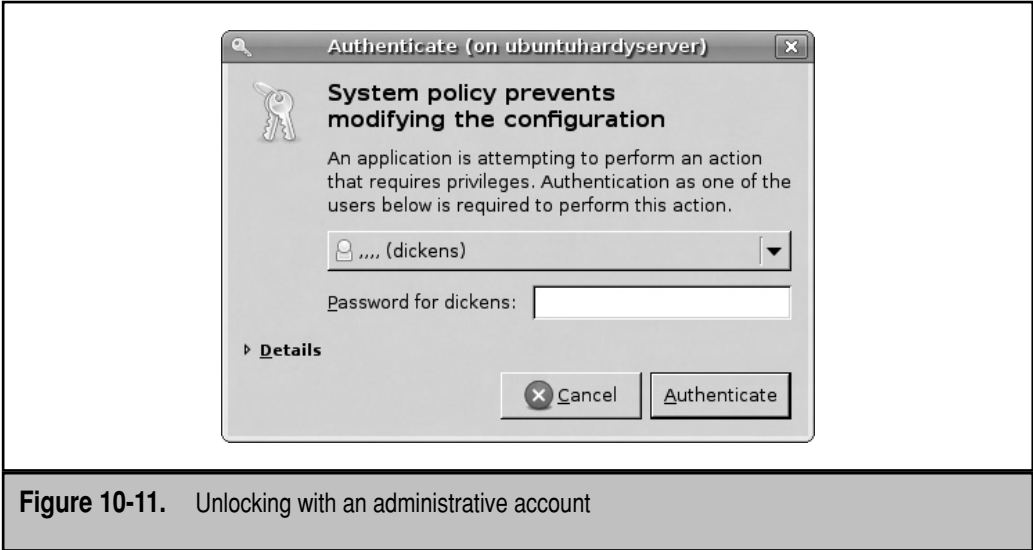 Authenticate (on ubuntuhardyserver)
System policy prevents
modifying the configuration
An application is attempting to perform an action
that requires privileges. Authentication as one of the
users below is required to perform this action.
,,,, (dickens)
Password for dickens:
Details
Cancel
Authenticate
Figure 10-11. Unlocking with an administrative account